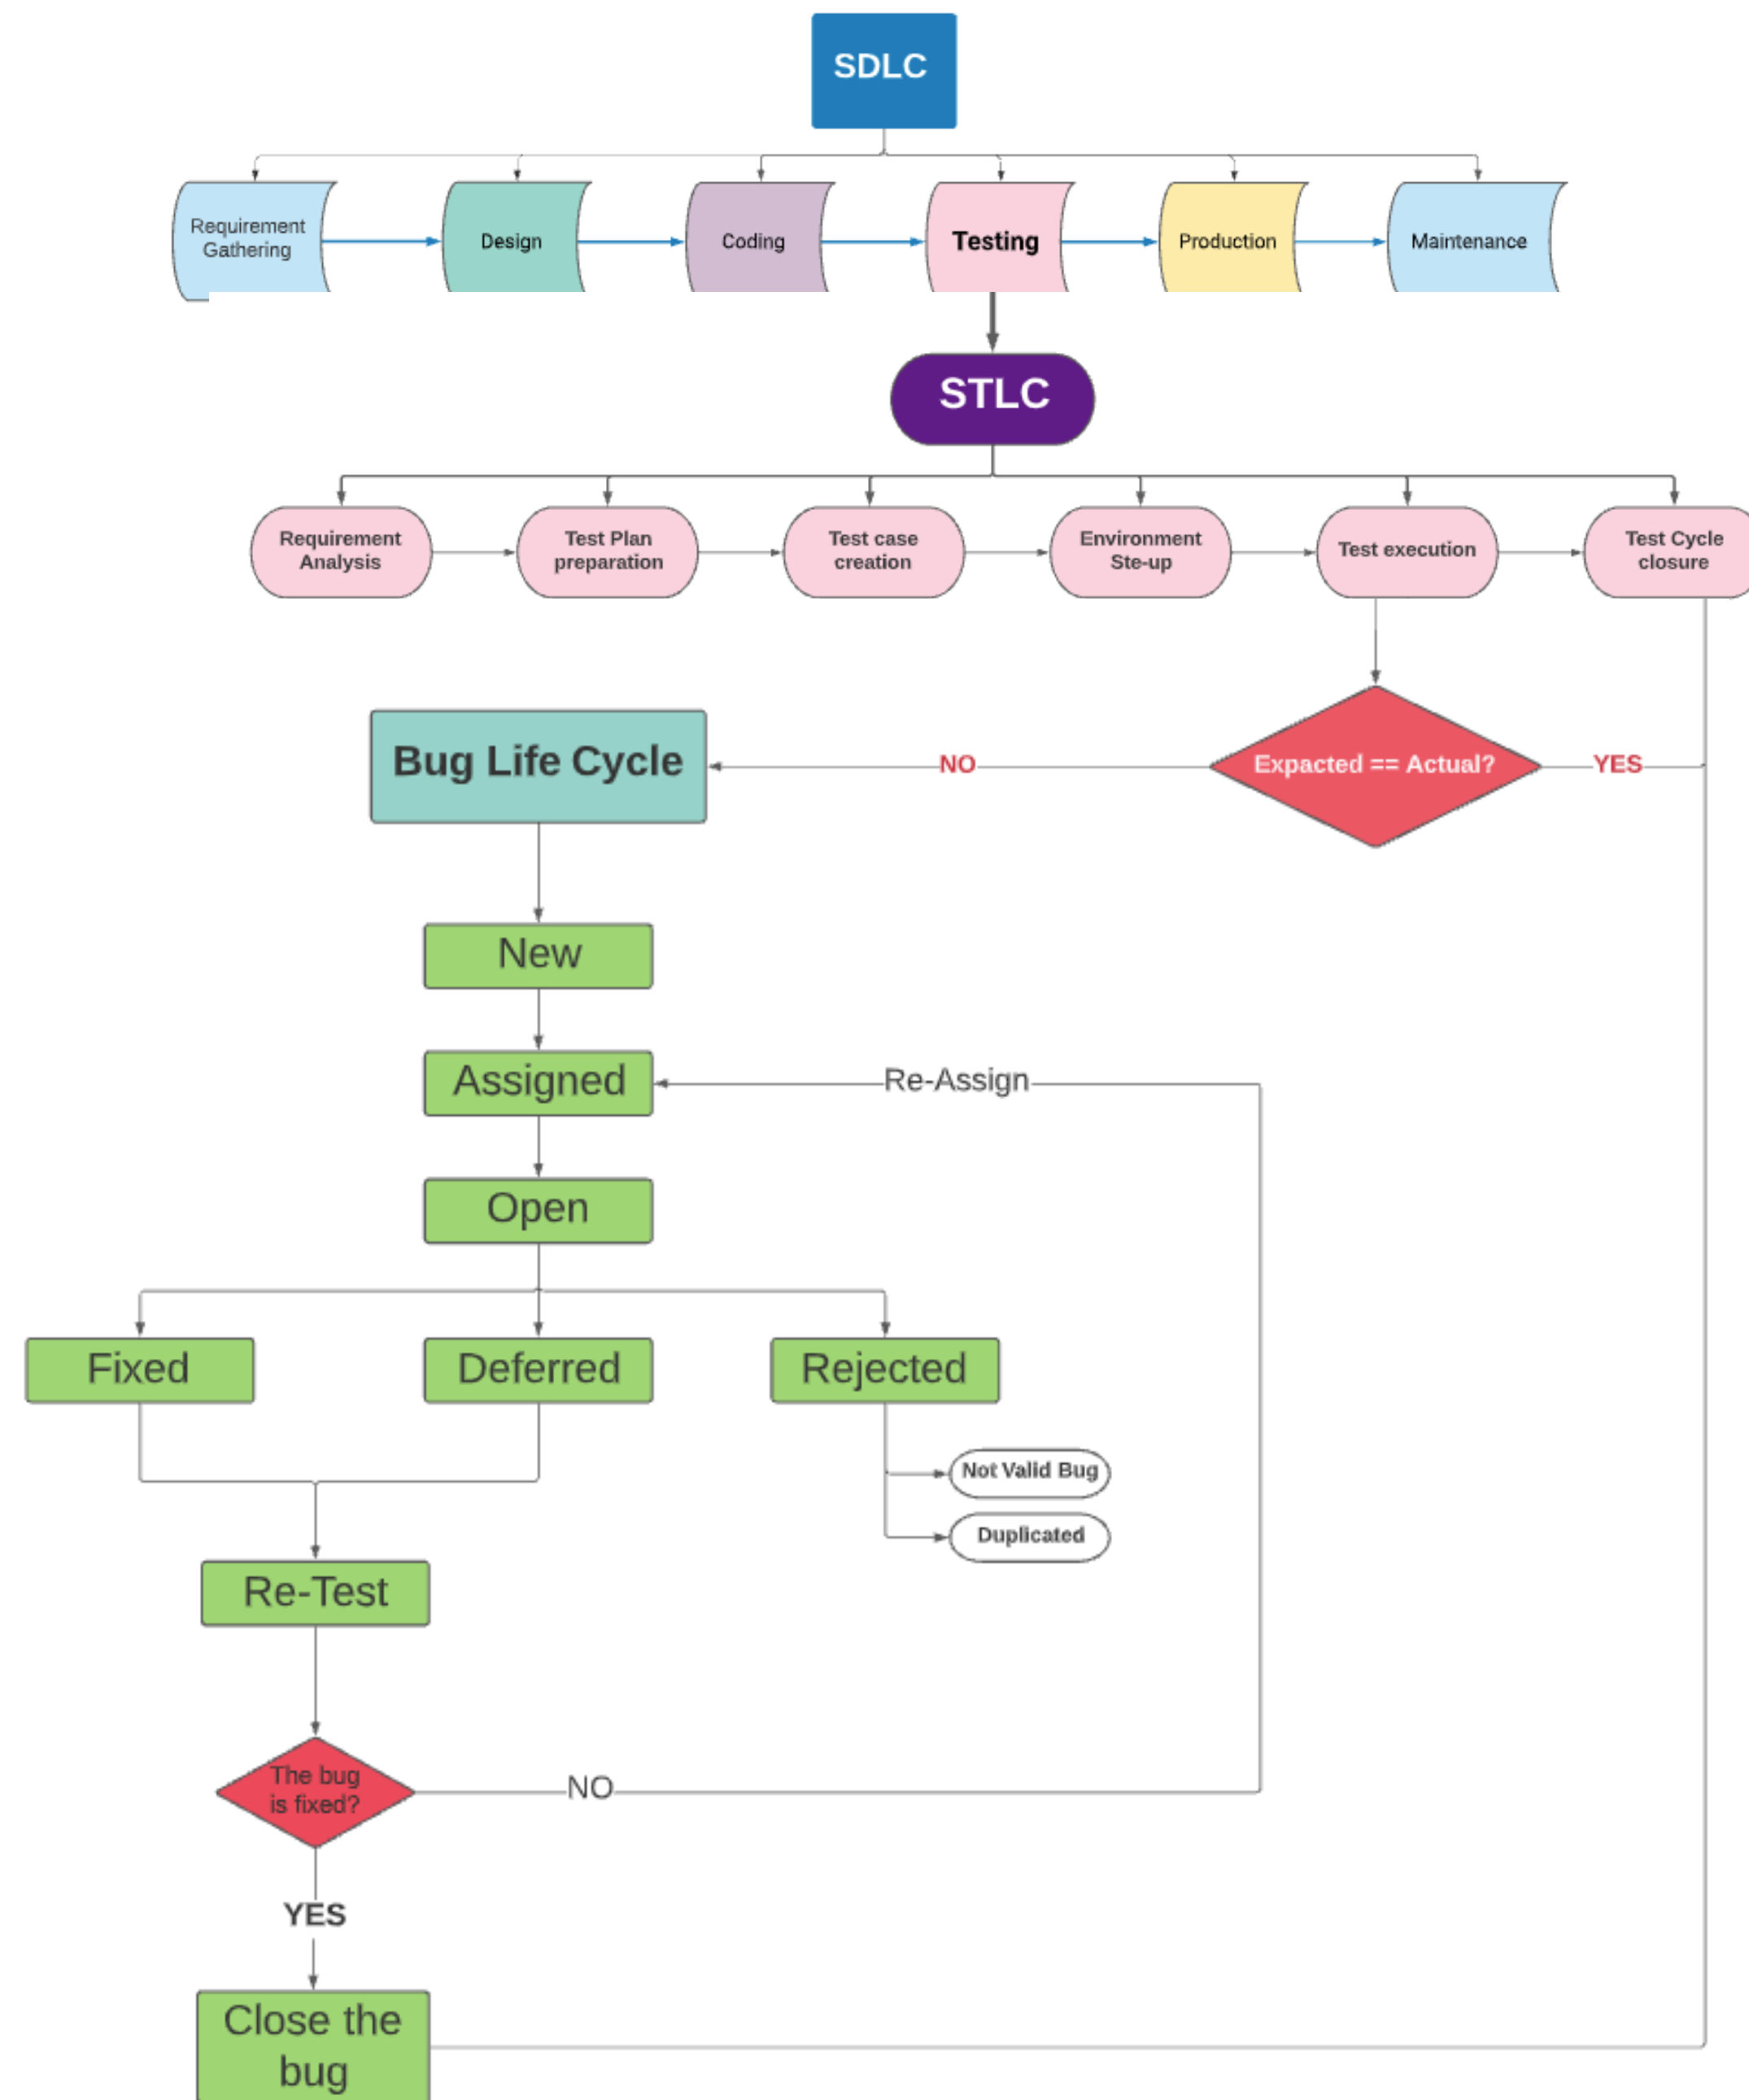 SDLC
Requirement
Gathering
Design
Coding
Testing
Production
Maintenance
STLC
Requirement
Analysis
Test Plan
preparation
Test case
creation
Environment
Ste-up
Test execution
Test Cycle
closure
Bug Life Cycle
NO
Expacted == Actual?
YES
New
Assigned
Re-Assign
Open
Fixed
Deferred
Rejected
Not Valid Bug
Duplicated
Re-Test
The bug
is fixed?
NO
YES
Close the
bug